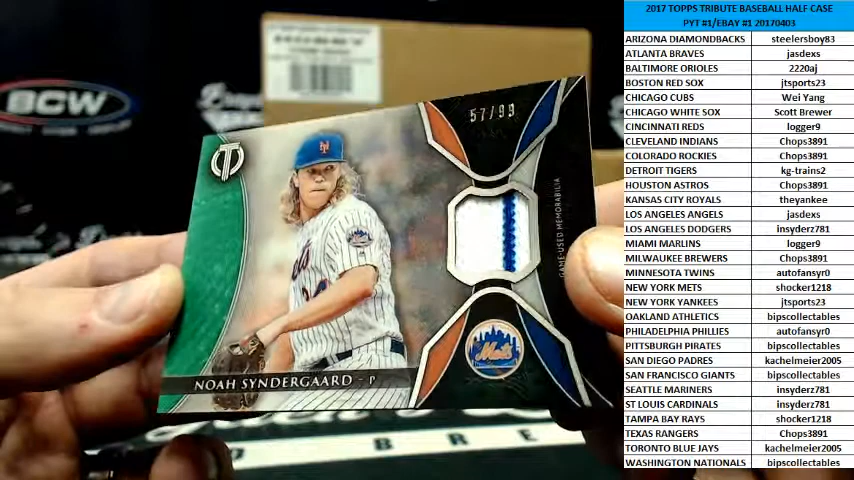 BCW
57/99
GAME-USED MEMORABILIA
Mets
NOAH SYNDERGAARD - P
B R E
2017 TOPPS TRIBUTE BASEBALL HALF CASE
PYT #1/EBAY #1 20170403
ARIZONA DIAMONDBACKS steelersboy83
ATLANTA BRAVES jasdexs
BALTIMORE ORIOLES 2220aj
BOSTON RED SOX jtsports23
CHICAGO CUBS Wei Yang
CHICAGO WHITE SOX Scott Brewer
CINCINNATI REDS logger9
CLEVELAND INDIANS Chops3891
COLORADO ROCKIES Chops3891
DETROIT TIGERS kg-trains2
HOUSTON ASTROS Chops3891
KANSAS CITY ROYALS theyankee
LOS ANGELES ANGELS jasdexs
LOS ANGELES DODGERS insyderz781
MIAMI MARLINS logger9
MILWAUKEE BREWERS Chops3891
MINNESOTA TWINS autofansyr0
NEW YORK METS shocker1218
NEW YORK YANKEES jtsports23
OAKLAND ATHLETICS bipscollectables
PHILADELPHIA PHILLIES autofansyr0
PITTSBURGH PIRATES bipscollectables
SAN DIEGO PADRES kachelmeier2005
SAN FRANCISCO GIANTS bipscollectables
SEATTLE MARINERS insyderz781
ST LOUIS CARDINALS insyderz781
TAMPA BAY RAYS shocker1218
TEXAS RANGERS Chops3891
TORONTO BLUE JAYS kachelmeier2005
WASHINGTON NATIONALS bipscollectables